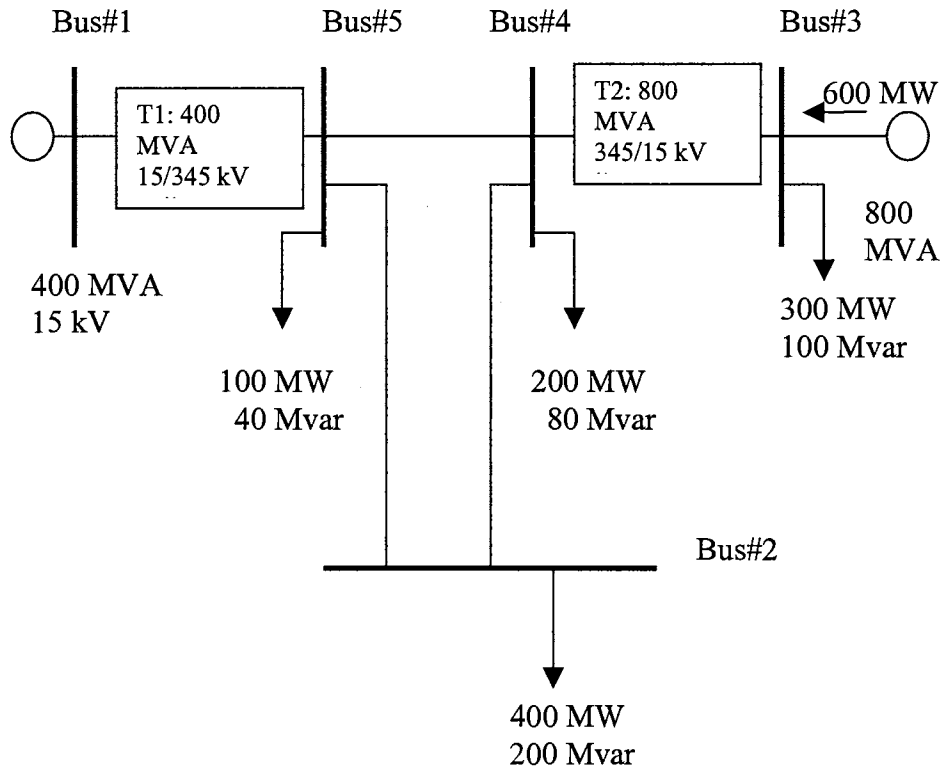 Bus#1
Bus#5
Bus#4
Bus#3
T1: 400
MVA
15/345 kV
T2: 800
MVA
345/15 kV
600 MW
400 MVA
15 kV
800
MVA
300 MW
100 Mvar
100 MW
40 Mvar
200 MW
80 Mvar
Bus#2
400 MW
200 Mvar